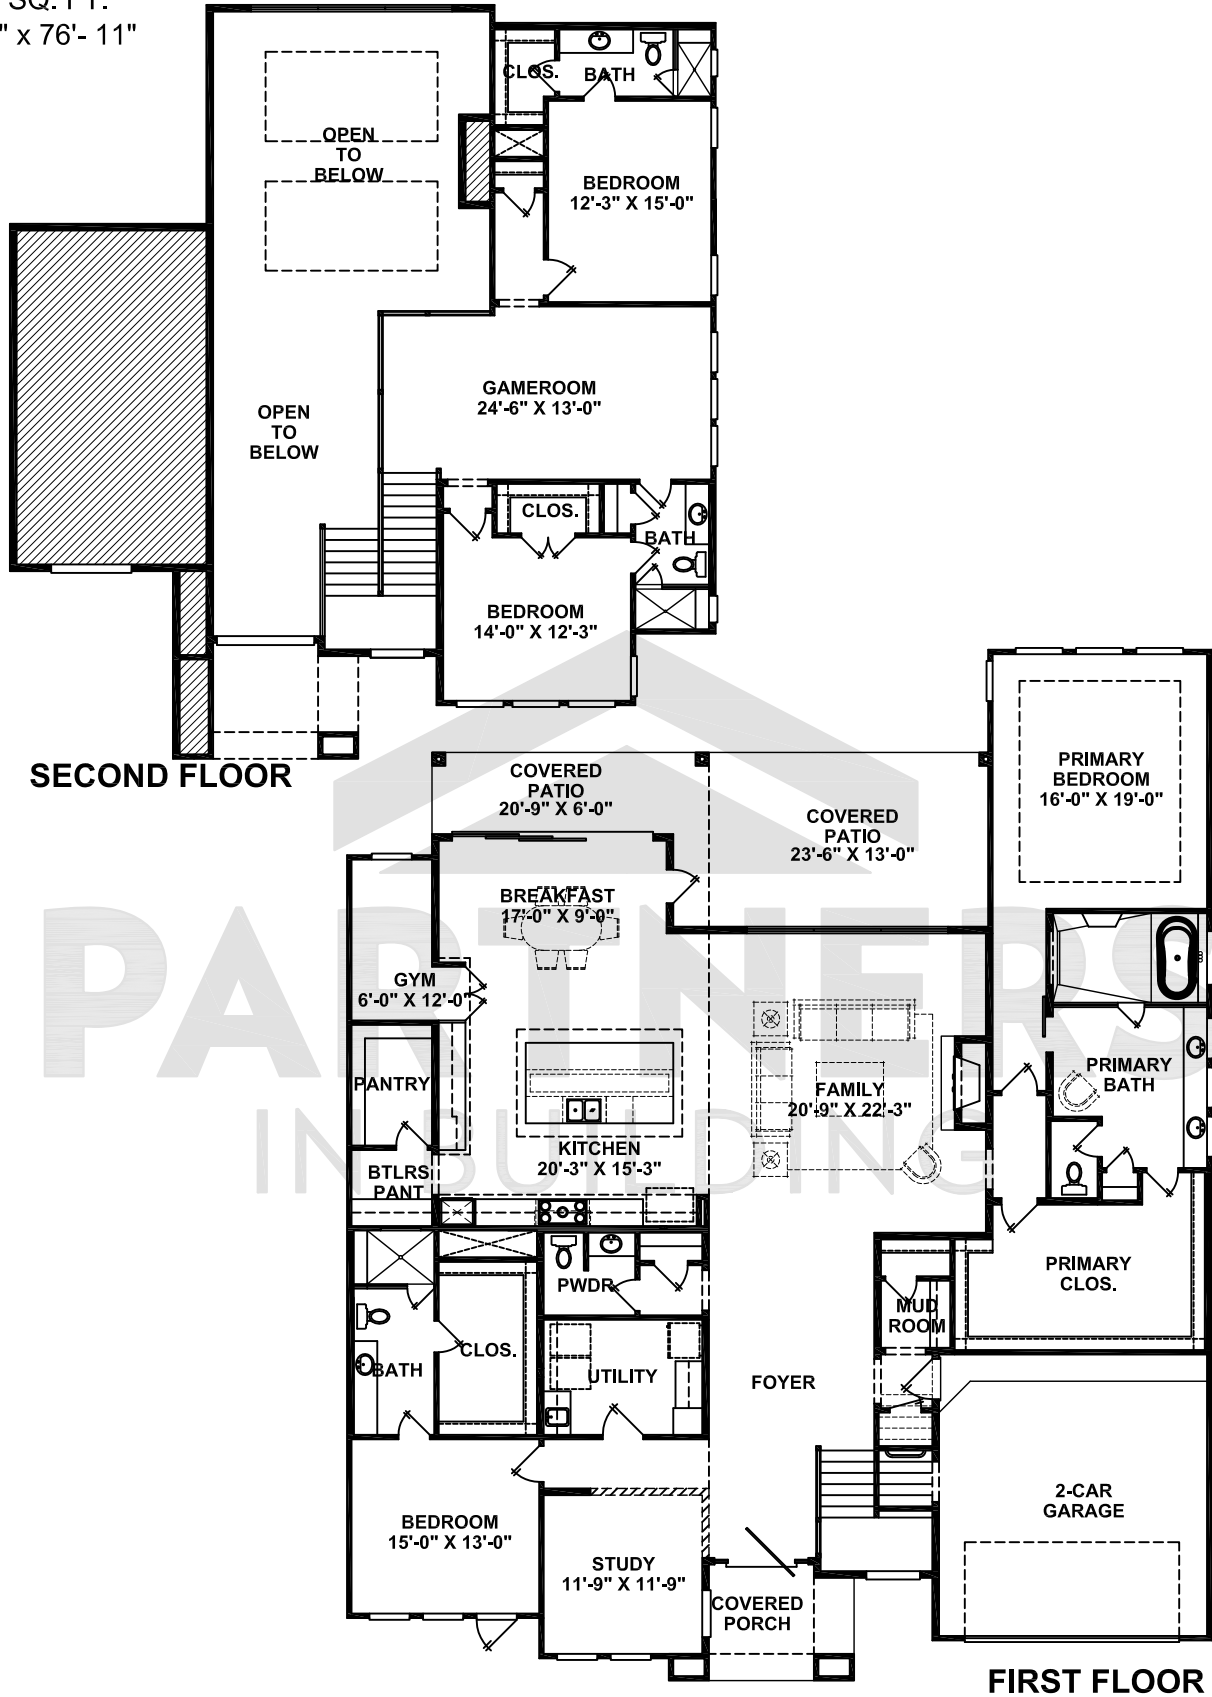 SQ. FT.
" x 76'- 11"
CLOS.
BATH
OPEN
TO
BELOW
BEDROOM
12'-3" X 15'-0"
GAMEROOM
24'-6" X 13'-0"
OPEN
TO
BELOW
CLOS.
BATH
BEDROOM
14'-0" X 12'-3"
SECOND FLOOR
COVERED
PATIO
20'-9" X 6'-0"
PRIMARY
BEDROOM
16'-0" X 19'-0"
COVERED
PATIO
23'-6" X 13'-0"
BREAKFAST
17'-0" X 9'-0"
GYM
6'-0" X 12'-0"
PARTNERS
IN BUILDING
PANTRY
FAMILY
20'-9" X 22'-3"
PRIMARY
BATH
KITCHEN
20'-3" X 15'-3"
BTLRS
PANT
PRIMARY
CLOS.
PWDR
MUD
ROOM
BATH
CLOS.
UTILITY
FOYER
2-CAR
GARAGE
BEDROOM
15'-0" X 13'-0"
STUDY
11'-9" X 11'-9"
COVERED
PORCH
FIRST FLOOR